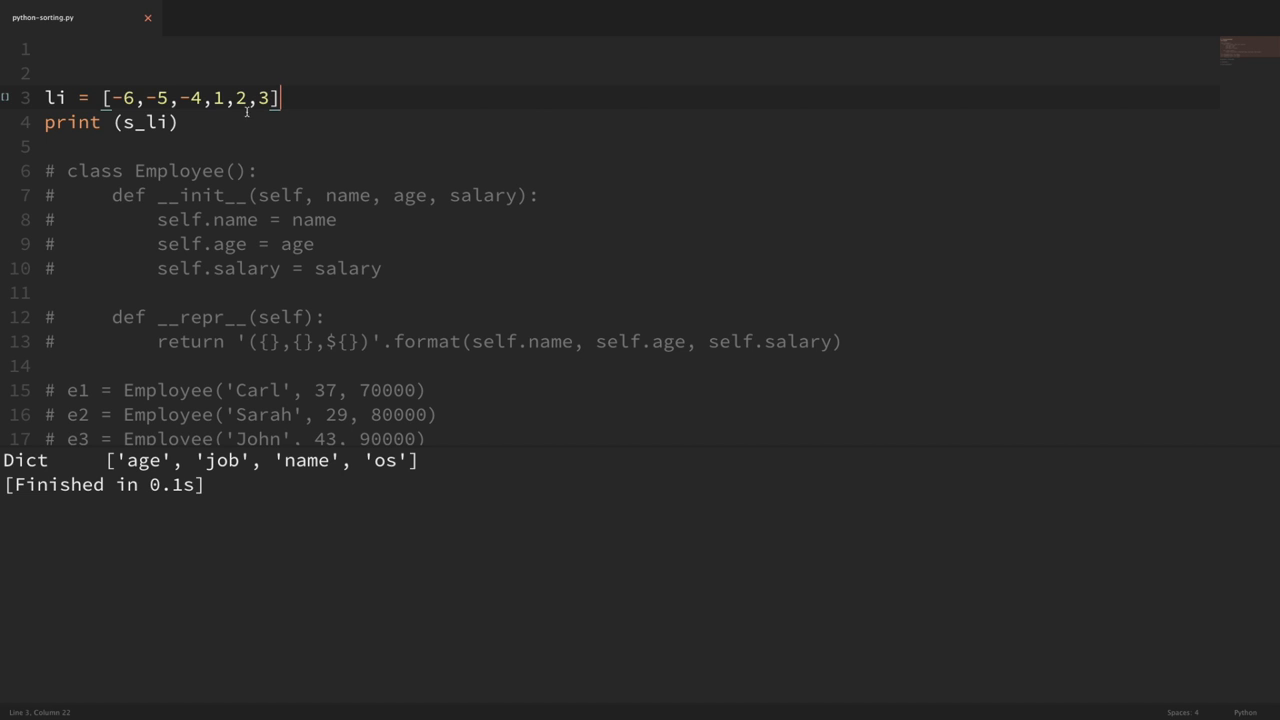 python-sorting.py ×
1
2
[] 3 li = [-6,-5,-4,1,2,3]
4 print (s_li)
5
6 # class Employee():
7 #     def __init__(self, name, age, salary):
8 #         self.name = name
9 #         self.age = age
10 #         self.salary = salary
11
12 #     def __repr__(self):
13 #         return '({},{},${})'.format(self.name, self.age, self.salary)
14
15 # e1 = Employee('Carl', 37, 70000)
16 # e2 = Employee('Sarah', 29, 80000)
17 # e3 = Employee('John', 43, 90000)
Dict     ['age', 'job', 'name', 'os']
[Finished in 0.1s]
Line 3, Column 22 Spaces: 4 Python